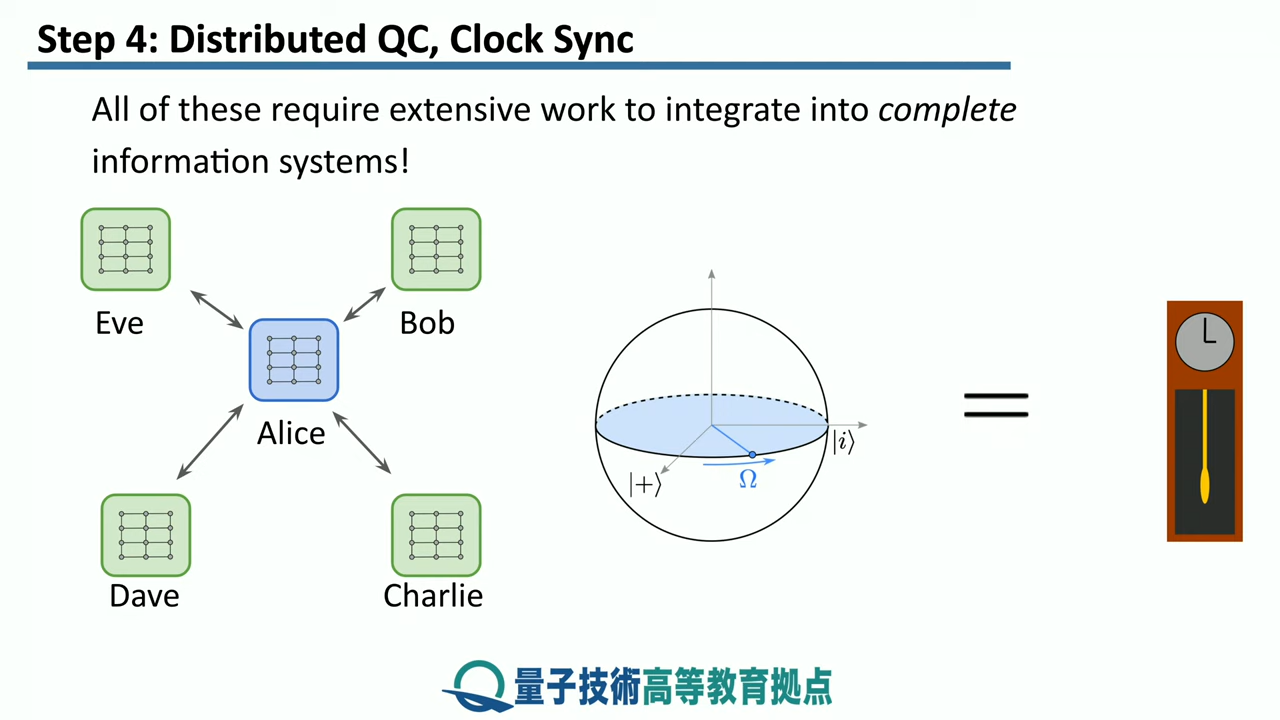 Step 4: Distributed QC, Clock Sync
All of these require extensive work to integrate into complete
information systems!
Eve
Bob
Alice
Dave
Charlie
|i⟩
|+⟩
Ω
=
量子技術高等教育拠点